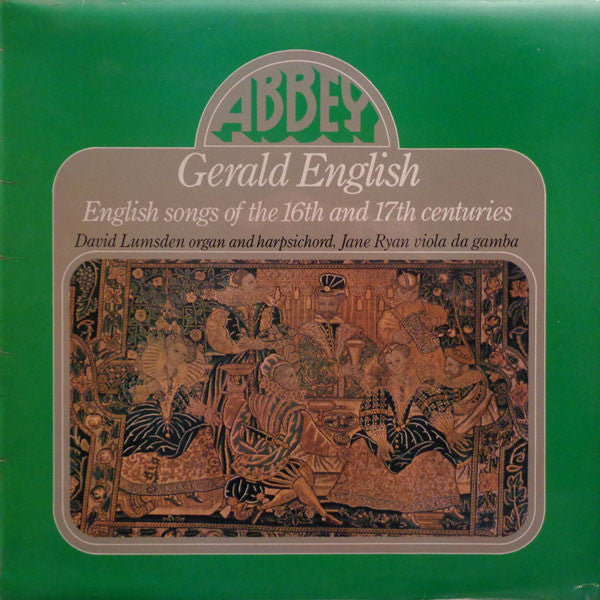 ABBEY
Gerald English
English songs of the 16th and 17th centuries
David Lumsden organ and harpsichord, Jane Ryan viola da gamba